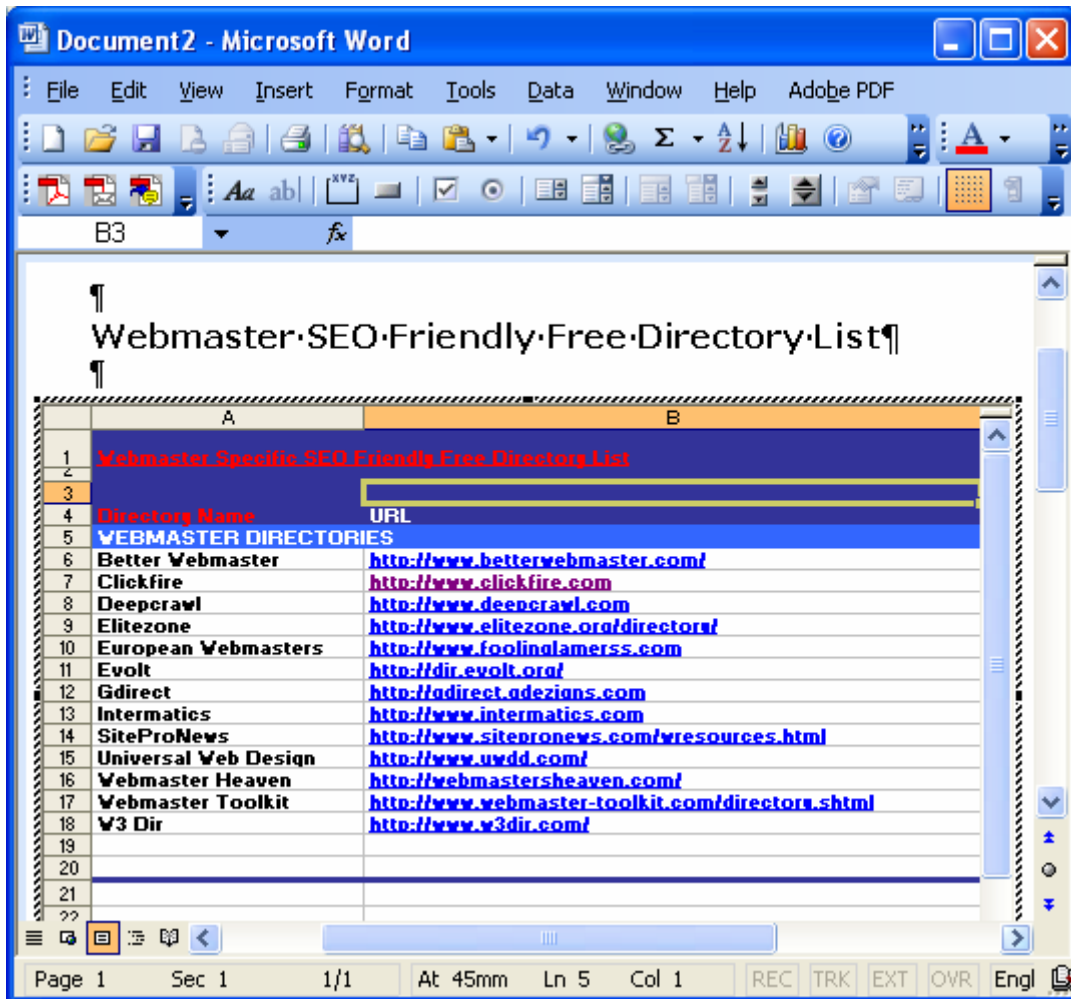 Document2 - Microsoft Word
File Edit View Insert Format Tools Data Window Help Adobe PDF
B3 fx
¶
Webmaster·SEO·Friendly·Free·Directory·List¶
¶
A B
1 Webmaster Specific SEO Friendly Free Directory List
2
3
4 Directory Name URL
5 WEBMASTER DIRECTORIES
6 Better Webmaster http://www.betterwebmaster.com/
7 Clickfire http://www.clickfire.com
8 Deepcrawl http://www.deepcrawl.com
9 Elitezone http://www.elitezone.org/directory/
10 European Webmasters http://www.foolinglamerss.com
11 Evolt http://dir.evolt.org/
12 Gdirect http://gdirect.gdezigns.com
13 Intermatics http://www.intermatics.com
14 SiteProNews http://www.sitepronews.com/wresources.html
15 Universal Web Design http://www.uwdd.com/
16 Webmaster Heaven http://webmastersheaven.com/
17 Webmaster Toolkit http://www.webmaster-toolkit.com/directory.shtml
18 W3 Dir http://www.w3dir.com/
19
20
21
22
Page 1 Sec 1 1/1 At 45mm Ln 5 Col 1 REC TRK EXT OVR Engl